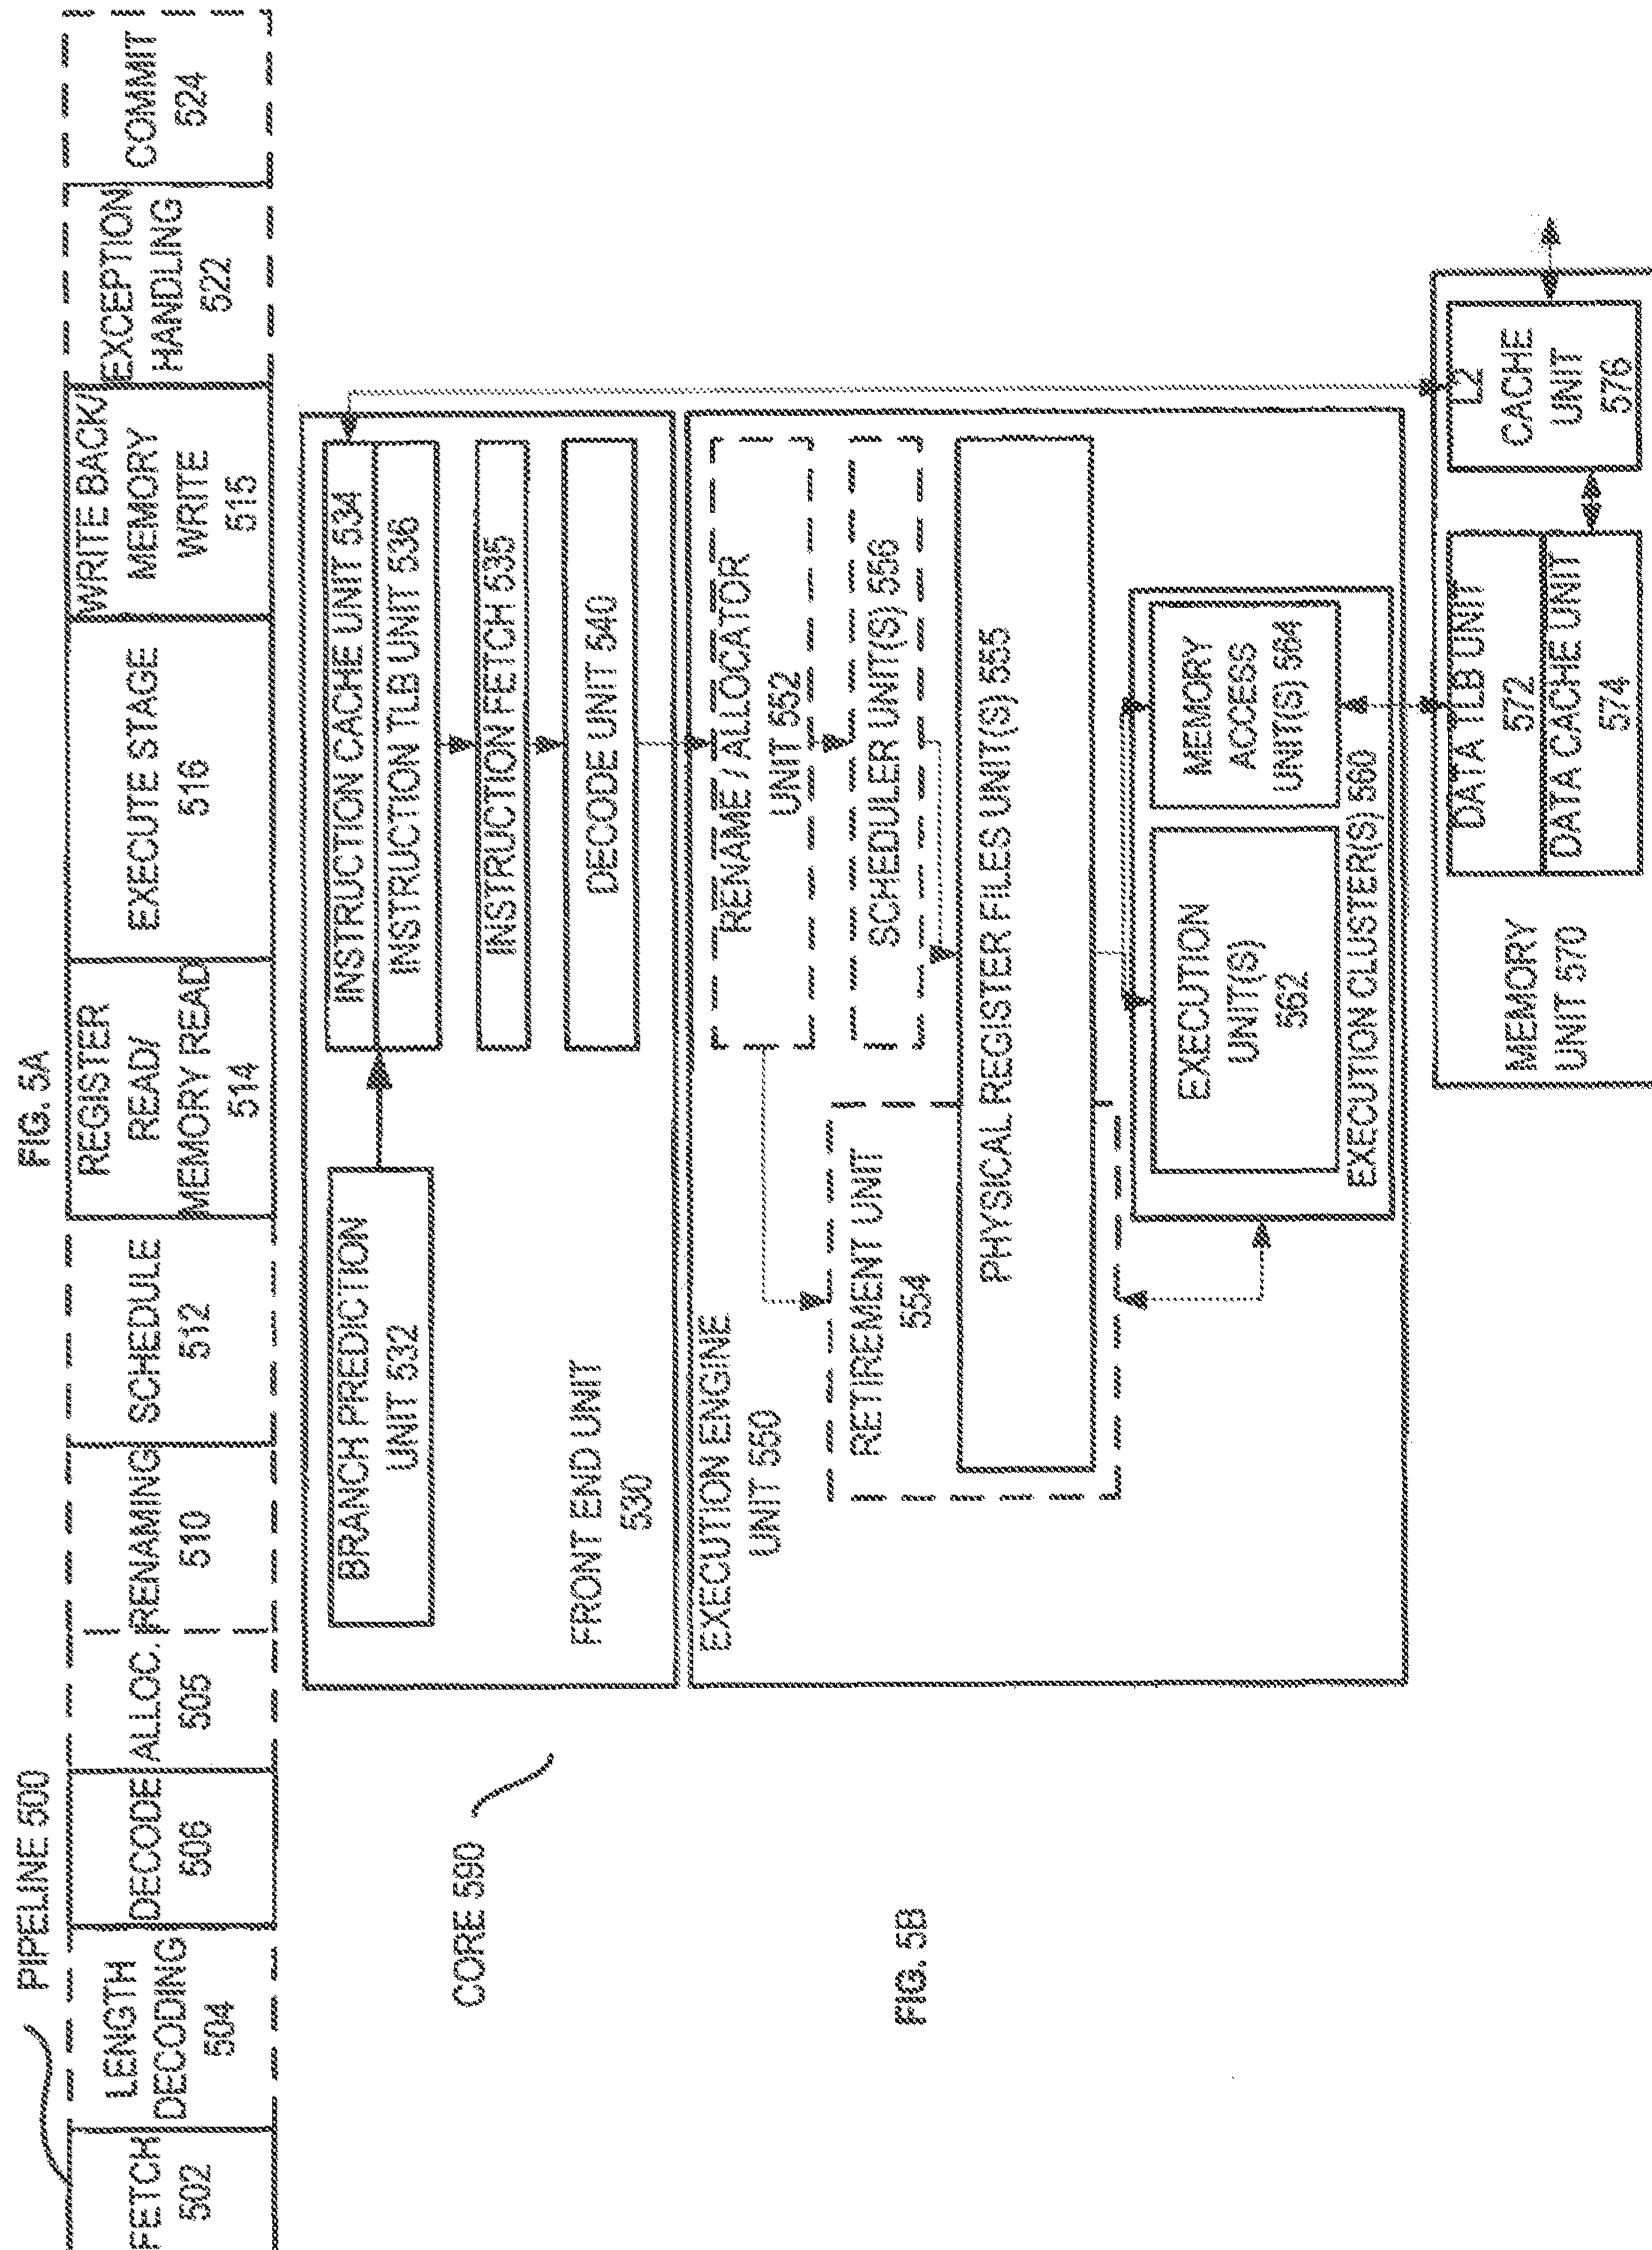 FIG. 5A
PIPELINE 500
FETCH
502
LENGTH
DECODING
504
DECODE
506
ALLOC.
505
RENAMING
510
SCHEDULE
512
REGISTER
READ/
MEMORY READ
514
EXECUTE STAGE
516
WRITE BACK/
MEMORY
WRITE
515
EXCEPTION
HANDLING
522
COMMIT
524
CORE 590
BRANCH PREDICTION
UNIT 532
INSTRUCTION CACHE UNIT 534
INSTRUCTION TLB UNIT 536
INSTRUCTION FETCH 535
DECODE UNIT 540
FRONT END UNIT
530
EXECUTION ENGINE
UNIT 550
RENAME / ALLOCATOR
UNIT 552
SCHEDULER UNIT(S) 556
RETIREMENT UNIT
554
PHYSICAL REGISTER FILES UNIT(S) 555
EXECUTION
UNIT(S)
562
MEMORY
ACCESS
UNIT(S) 564
EXECUTION CLUSTER(S) 560
MEMORY
UNIT 570
DATA TLB UNIT
572
DATA CACHE UNIT
574
L2
CACHE
UNIT
576
FIG. 5B